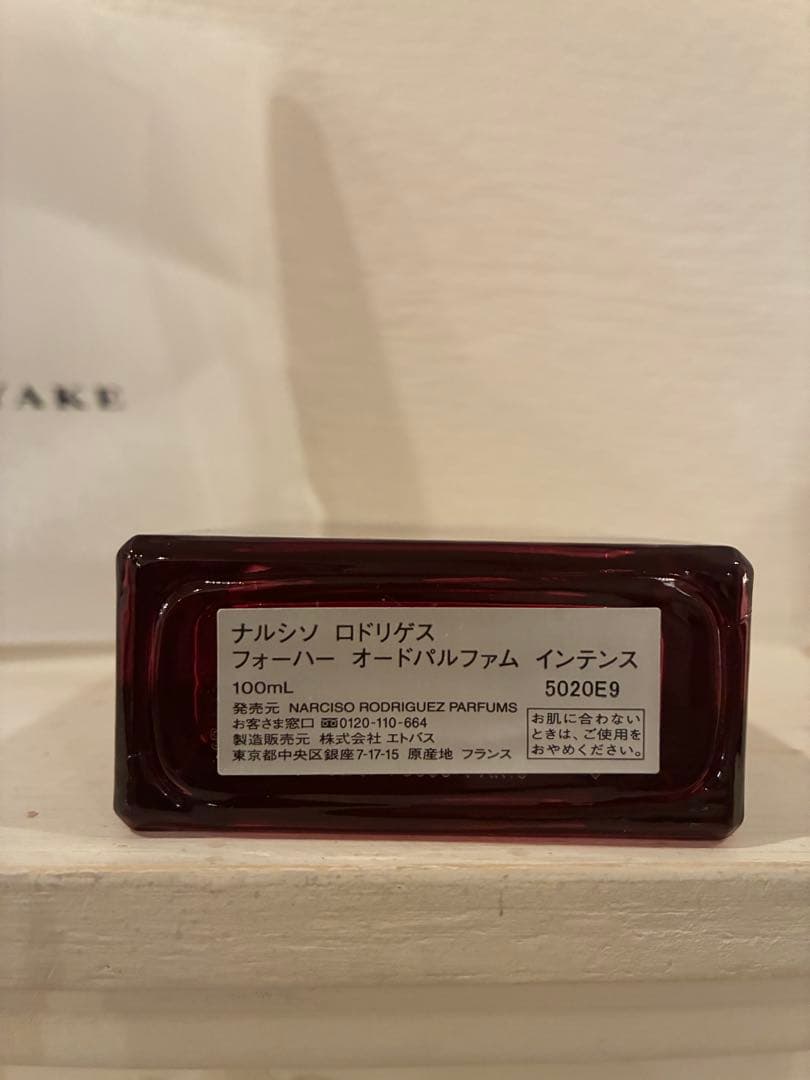 YAKE
ナルシソ ロドリゲス
フォーハー オードパルファム インテンス
100mL 5020E9
発売元 NARCISO RODRIGUEZ PARFUMS
お客さま窓口 0120-110-664
製造販売元 株式会社 エトバス
東京都中央区銀座7-17-15 原産地 フランス
お肌に合わない
ときは、ご使用を
おやめください。